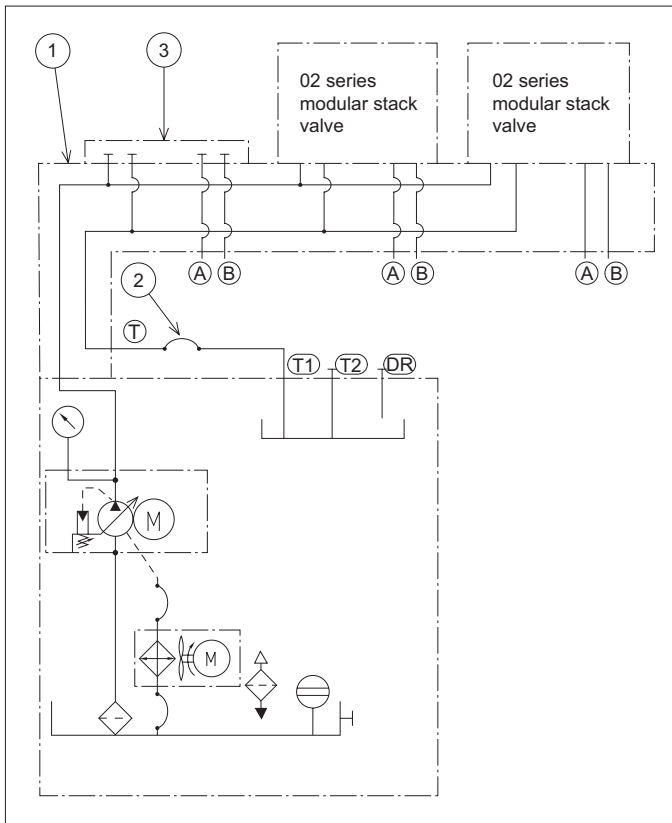 1
3
02 series
modular stack
valve
02 series
modular stack
valve
A B
A B
A B
2
T
T1 T2 DR
M
M